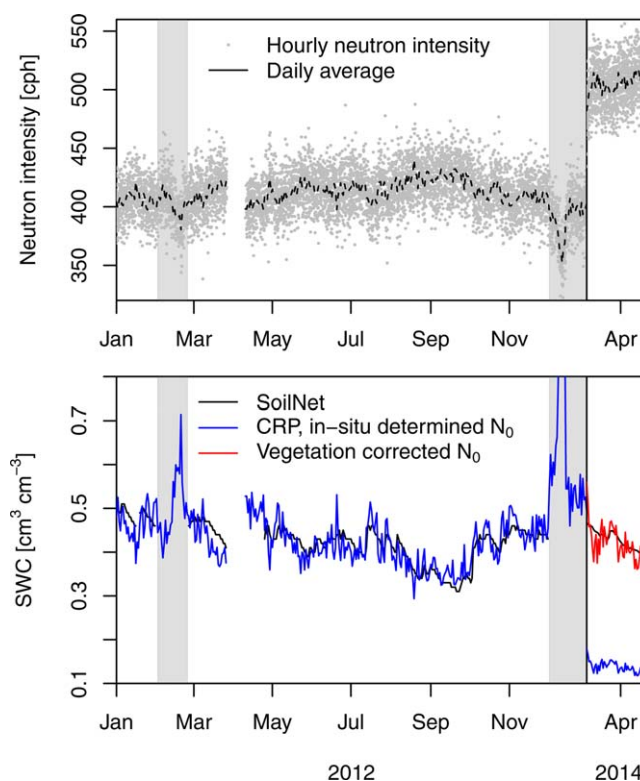 Neutron intensity [cph]
550
500
450
400
350
Hourly neutron intensity
Daily average
Jan Mar May Jul Sep Nov Apr
SWC [cm³ cm⁻³]
0.7
0.5
0.3
0.1
SoilNet
CRP, in−situ determined N₀
Vegetation corrected N₀
Jan Mar May Jul Sep Nov Apr
2012 2014